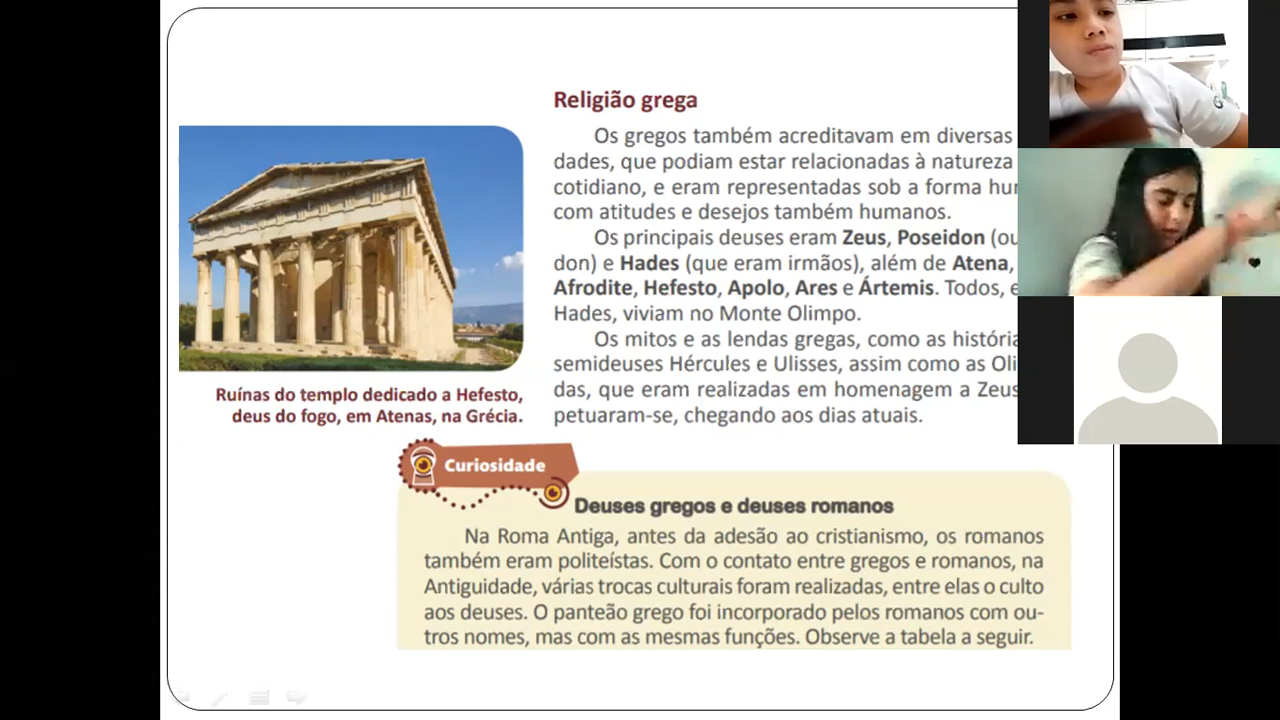 Religião grega
Os gregos também acreditavam em diversas
dades, que podiam estar relacionadas à natureza
cotidiano, e eram representadas sob a forma hu
com atitudes e desejos também humanos.
Os principais deuses eram Zeus, Poseidon (ou
don) e Hades (que eram irmãos), além de Atena,
Afrodite, Hefesto, Apolo, Ares e Ártemis. Todos, e
Hades, viviam no Monte Olimpo.
Os mitos e as lendas gregas, como as história
semideuses Hércules e Ulisses, assim como as Oli
das, que eram realizadas em homenagem a Zeus
petuaram-se, chegando aos dias atuais.
Ruínas do templo dedicado a Hefesto,
deus do fogo, em Atenas, na Grécia.
Curiosidade
Deuses gregos e deuses romanos
Na Roma Antiga, antes da adesão ao cristianismo, os romanos
também eram politeístas. Com o contato entre gregos e romanos, na
Antiguidade, várias trocas culturais foram realizadas, entre elas o culto
aos deuses. O panteão grego foi incorporado pelos romanos com ou-
tros nomes, mas com as mesmas funções. Observe a tabela a seguir.